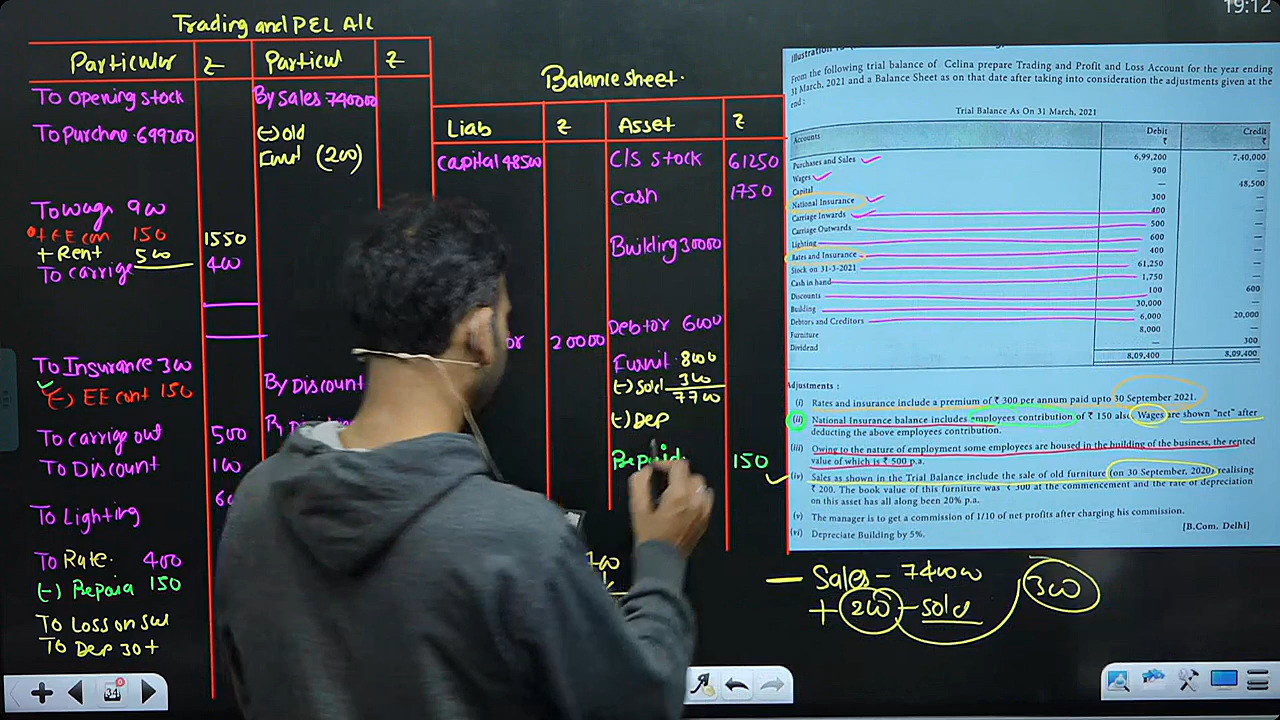 19:12
Trading and P&L A/c
Particular ₹ Particul ₹
To opening stock
By Sales 740000
To Purchase 699200
(-) old
Furnit (200)
To wage 900
+ EE con 150 1550
+ Rent 500
To carrige 400
To Insurance 300
(-) EE cont 150
By Discount
To carrige out 500
To Discount 100
To Lighting
To Rate 400
(-) Prepaid 150
To Loss on sal
To Dep 30+
Balance sheet
Liab ₹ Asset ₹
Capital 48500
C/s stock 61250
Cash 1750
Building 30000
20000
Debtor 6000
Furnit 8000
(-) Sold 300
7700
(-) Dep
Prepaid 150
From the following trial balance of Celina prepare Trading and Profit and Loss Account for the year ending
31 March, 2021 and a Balance Sheet as on that date after taking into consideration the adjustments given at the
end :
Trial Balance As On 31 March, 2021
Accounts Debit ₹ Credit ₹
Purchases and Sales 6,99,200 7,40,000
Wages 900 —
Capital — 48,500
National Insurance 300 —
Carriage Inwards 400 —
Carriage Outwards 500 —
Lighting 600 —
Rates and Insurance 400 —
Stock on 31-3-2021 61,250 —
Cash in hand 1,750 —
Discounts 100 600
Building 30,000 —
Debtors and Creditors 6,000 20,000
Furniture 8,000 —
Dividend 300
8,09,400 8,09,400
Adjustments :
(i) Rates and insurance include a premium of ₹ 300 per annum paid upto 30 September 2021.
(ii) National Insurance balance includes employees contribution of ₹ 150 also. Wages are shown "net" after
deducting the above employees contribution.
(iii) Owing to the nature of employment some employees are housed in the building of the business, the rented
value of which is ₹ 500 p.a.
(iv) Sales as shown in the Trial Balance include the sale of old furniture (on 30 September, 2020) realising
₹ 200. The book value of this furniture was ₹ 300 at the commencement and the rate of depreciation
on this asset has all along been 20% p.a.
(v) The manager is to get a commission of 1/10 of net profits after charging his commission.
[B.Com. Delhi]
(vi) Depreciate Building by 5%.
— Sales - 740000
+ 200 - sold
300
34